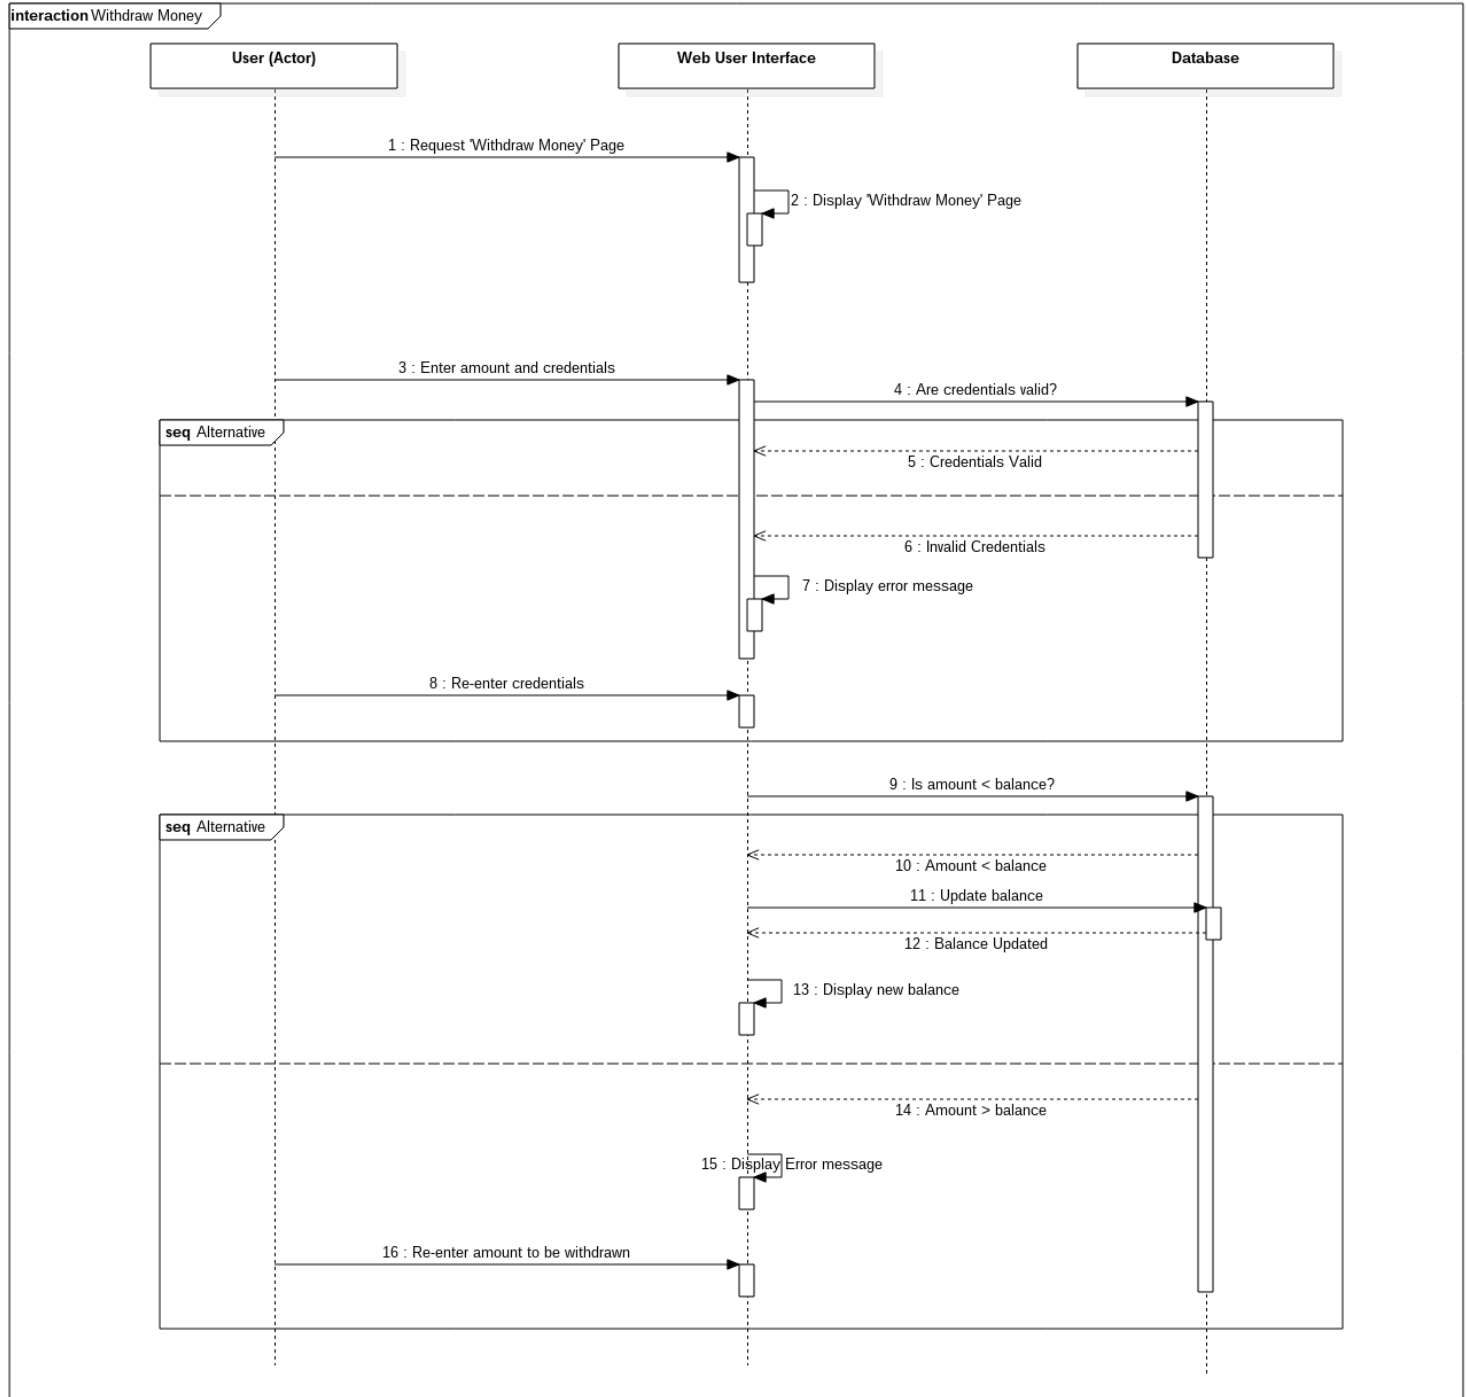 interaction Withdraw Money
User (Actor)
Web User Interface
Database
1 : Request 'Withdraw Money' Page
2 : Display 'Withdraw Money' Page
3 : Enter amount and credentials
4 : Are credentials valid?
seq Alternative
5 : Credentials Valid
6 : Invalid Credentials
7 : Display error message
8 : Re-enter credentials
9 : Is amount < balance?
seq Alternative
10 : Amount < balance
11 : Update balance
12 : Balance Updated
13 : Display new balance
14 : Amount > balance
15 : Display Error message
16 : Re-enter amount to be withdrawn